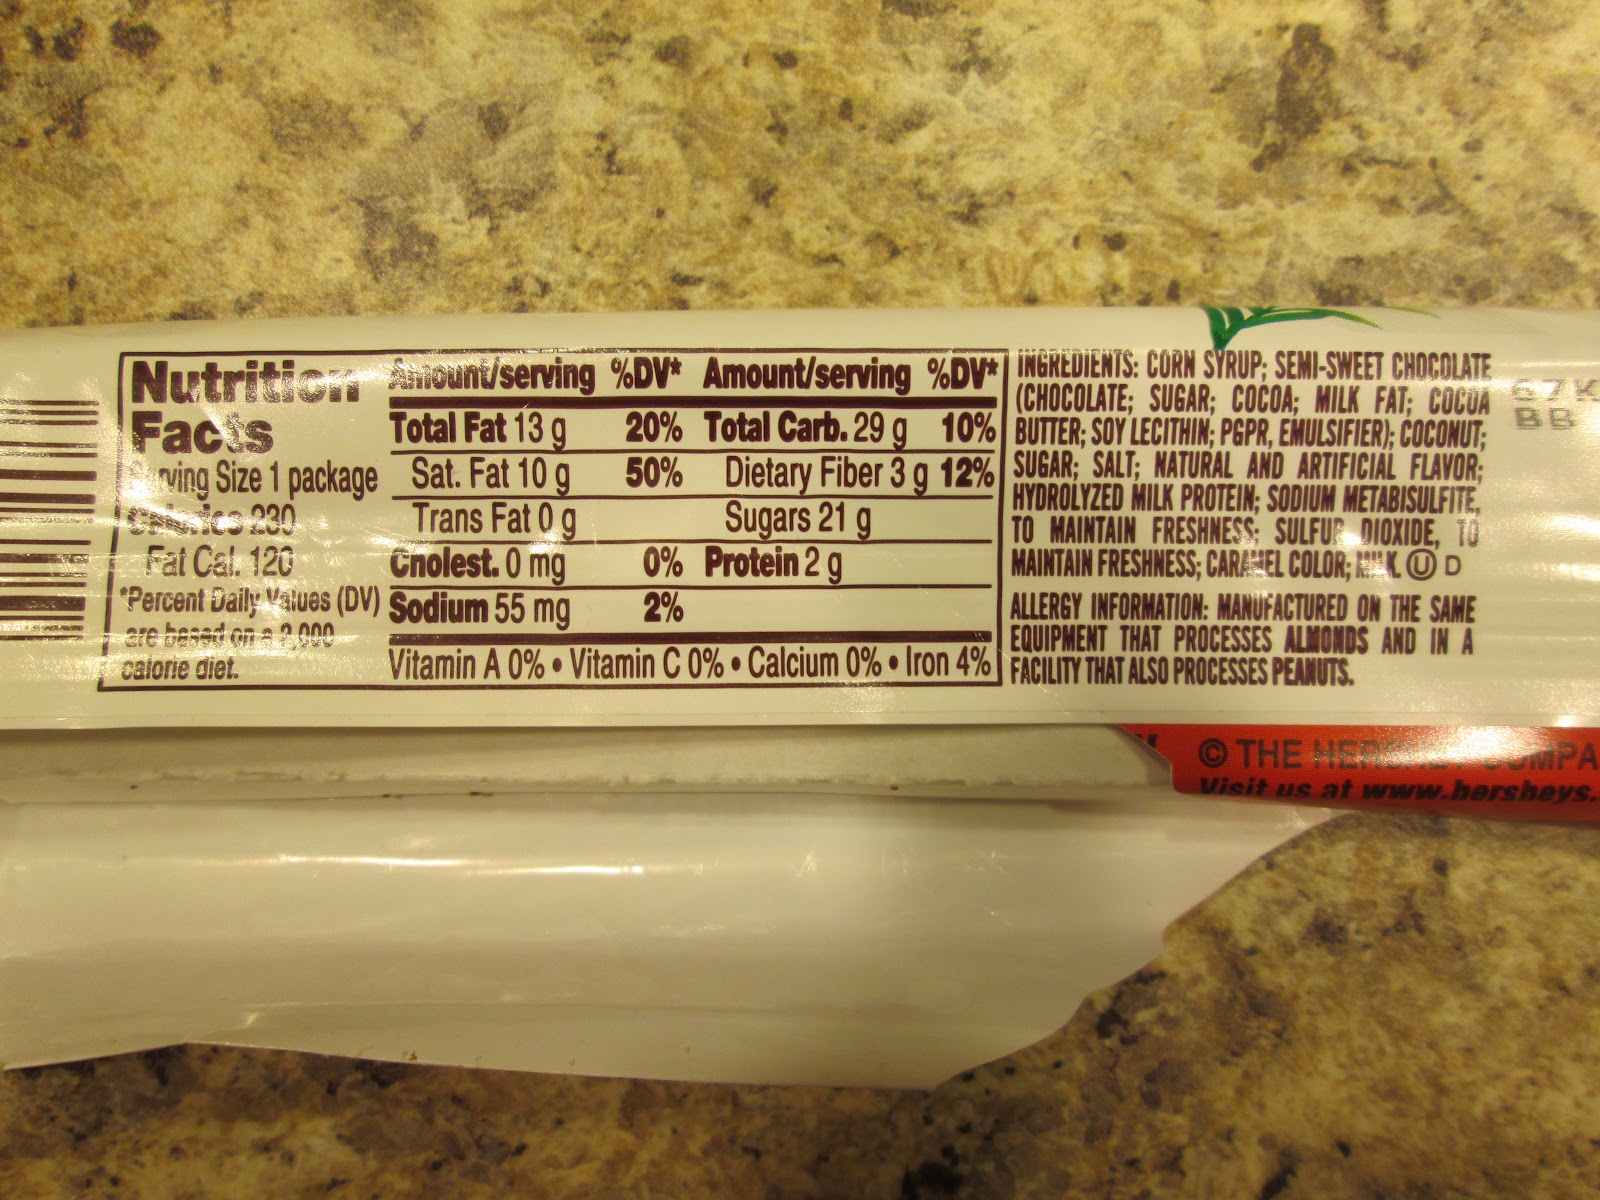 Nutrition
Facts
Serving Size 1 package
Calories 230
Fat Cal. 120
*Percent Daily Values (DV)
are based on a 2,000
calorie diet.
Amount/serving %DV* Amount/serving %DV*
Total Fat 13 g 20% Total Carb. 29 g 10%
Sat. Fat 10 g 50% Dietary Fiber 3 g 12%
Trans Fat 0 g Sugars 21 g
Cholest. 0 mg 0% Protein 2 g
Sodium 55 mg 2%
Vitamin A 0% • Vitamin C 0% • Calcium 0% • Iron 4%
INGREDIENTS: CORN SYRUP; SEMI-SWEET CHOCOLATE
(CHOCOLATE; SUGAR; COCOA; MILK FAT; COCOA
BUTTER; SOY LECITHIN; PGPR, EMULSIFIER); COCONUT;
SUGAR; SALT; NATURAL AND ARTIFICIAL FLAVOR;
HYDROLYZED MILK PROTEIN; SODIUM METABISULFITE,
TO MAINTAIN FRESHNESS; SULFUR DIOXIDE, TO
MAINTAIN FRESHNESS; CARAMEL COLOR; MILK. Ⓤ D
ALLERGY INFORMATION: MANUFACTURED ON THE SAME
EQUIPMENT THAT PROCESSES ALMONDS AND IN A
FACILITY THAT ALSO PROCESSES PEANUTS.
67K
BB
© THE HERSHE COMPA
Visit us at www.hersheys.